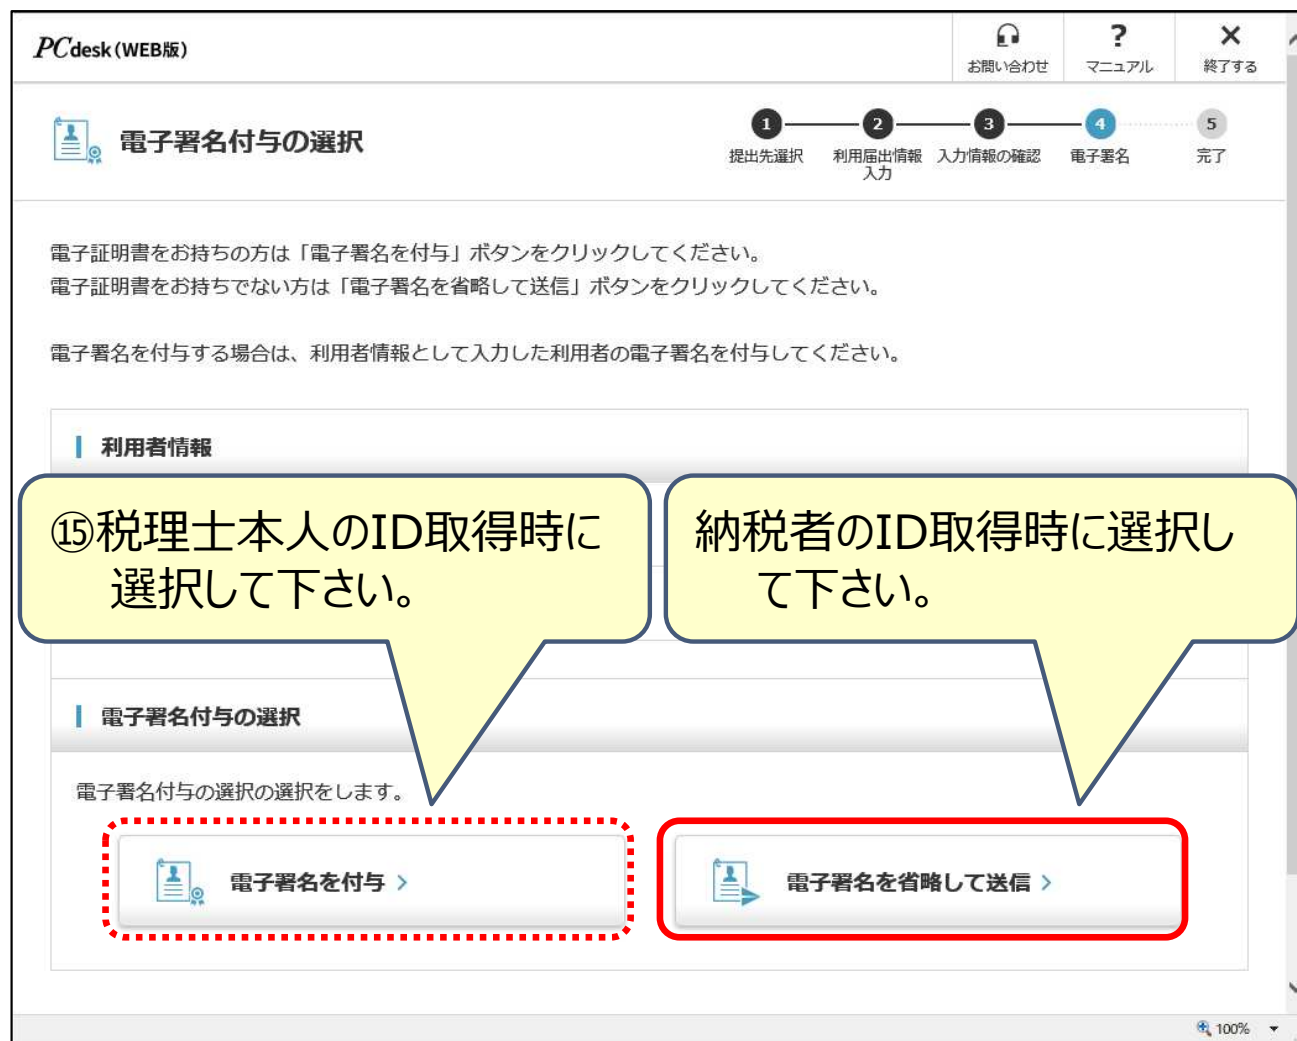 PCdesk(WEB版)
お問い合わせ
?
マニュアル
終了する
電子署名付与の選択
1
提出先選択
2
利用届出情報
入力
3
入力情報の確認
4
電子署名
5
完了
電子証明書をお持ちの方は「電子署名を付与」ボタンをクリックしてください。
電子証明書をお持ちでない方は「電子署名を省略して送信」ボタンをクリックしてください。
電子署名を付与する場合は、利用者情報として入力した利用者の電子署名を付与してください。
利用者情報
⑮税理士本人のID取得時に
選択して下さい。
納税者のID取得時に選択し
て下さい。
電子署名付与の選択
電子署名付与の選択の選択をします。
電子署名を付与 >
電子署名を省略して送信 >
100%